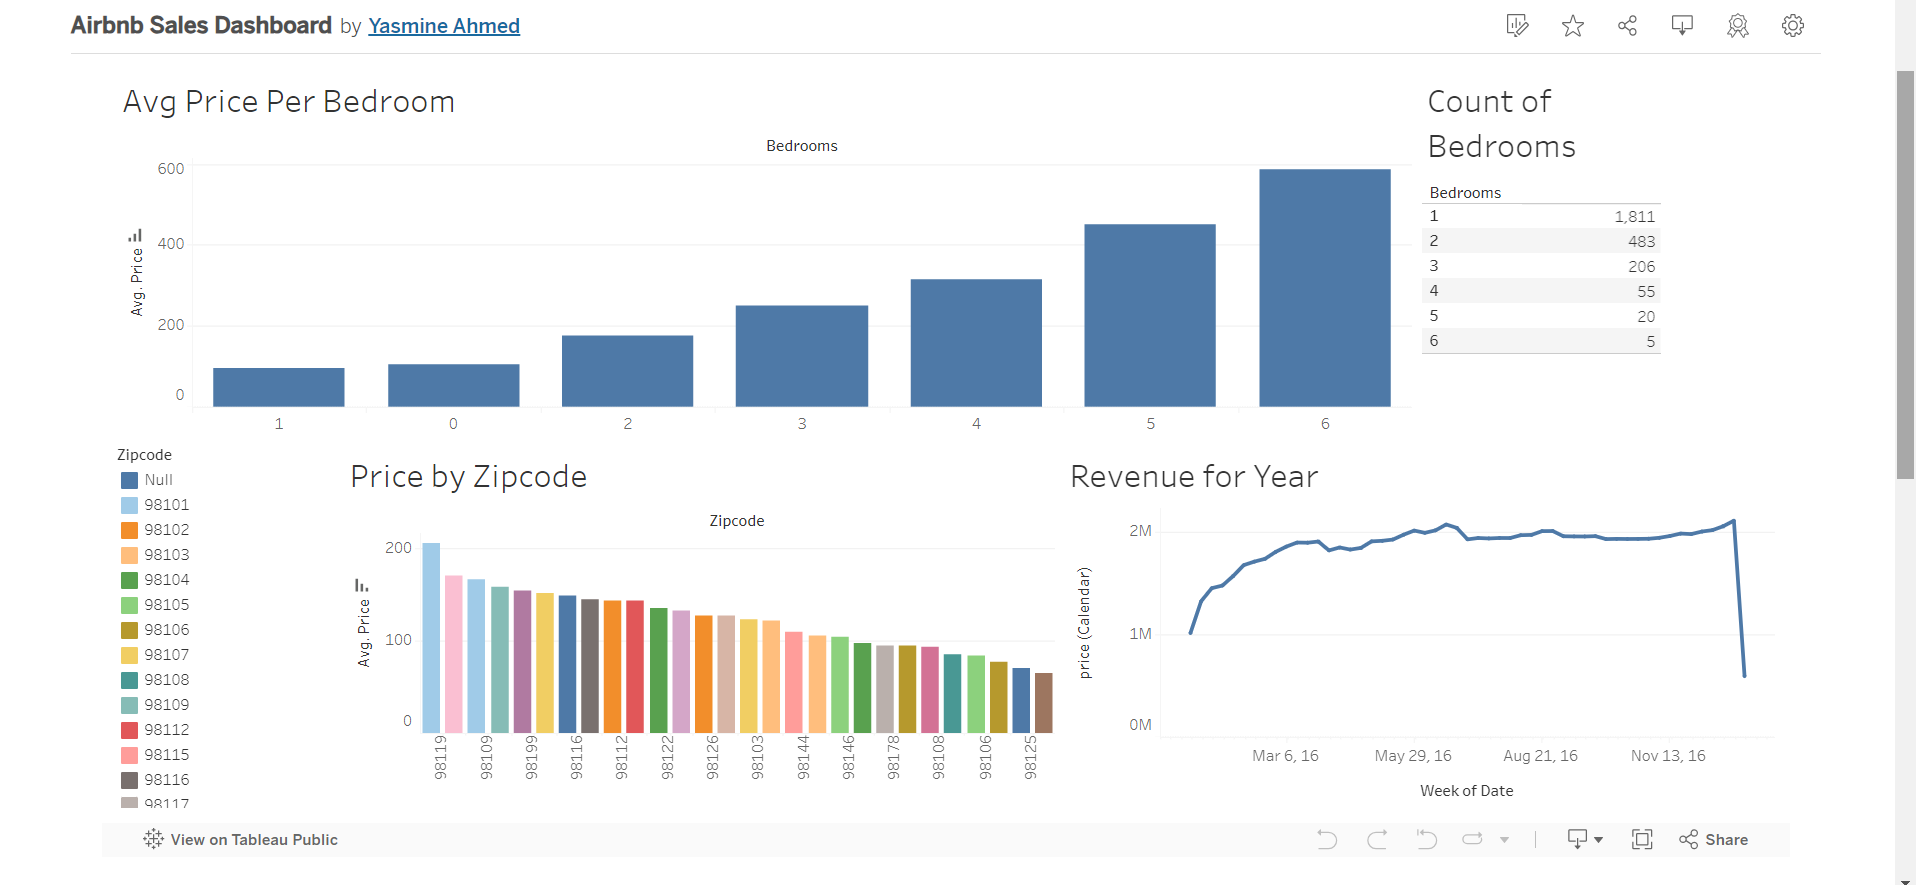 Airbnb Sales Dashboard by Yasmine Ahmed
Avg Price Per Bedroom
Bedrooms
Avg. Price
600
400
200
0
1 0 2 3 4 5 6
Count of
Bedrooms
Bedrooms
1 1,811
2 483
3 206
4 55
5 20
6 5
Zipcode
Null
98101
98102
98103
98104
98105
98106
98107
98108
98109
98112
98115
98116
98117
Price by Zipcode
Zipcode
Avg. Price
200
100
0
98119 98109 98199 98116 98112 98122 98126 98103 98144 98146 98178 98108 98106 98125
Revenue for Year
price (Calendar)
2M
1M
0M
Mar 6, 16 May 29, 16 Aug 21, 16 Nov 13, 16
Week of Date
View on Tableau Public
Share